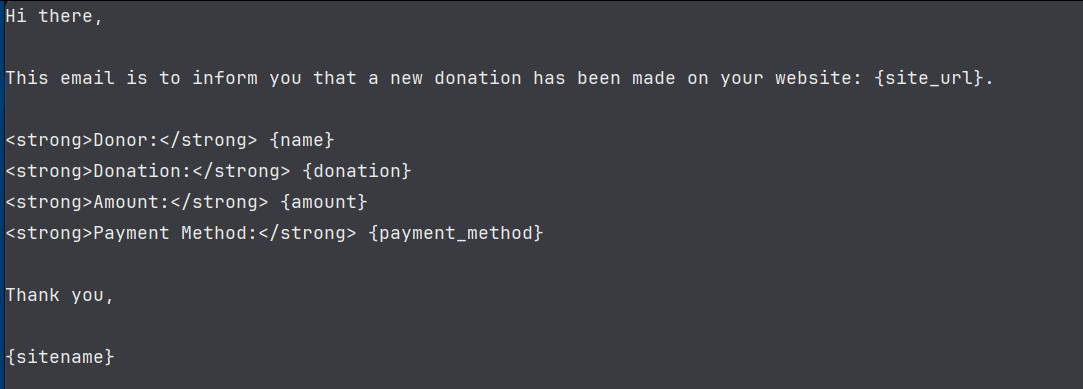 Hi there,
This email is to inform you that a new donation has been made on your website: {site_url}.
<strong>Donor:</strong> {name}
<strong>Donation:</strong> {donation}
<strong>Amount:</strong> {amount}
<strong>Payment Method:</strong> {payment_method}
Thank you,
{sitename}